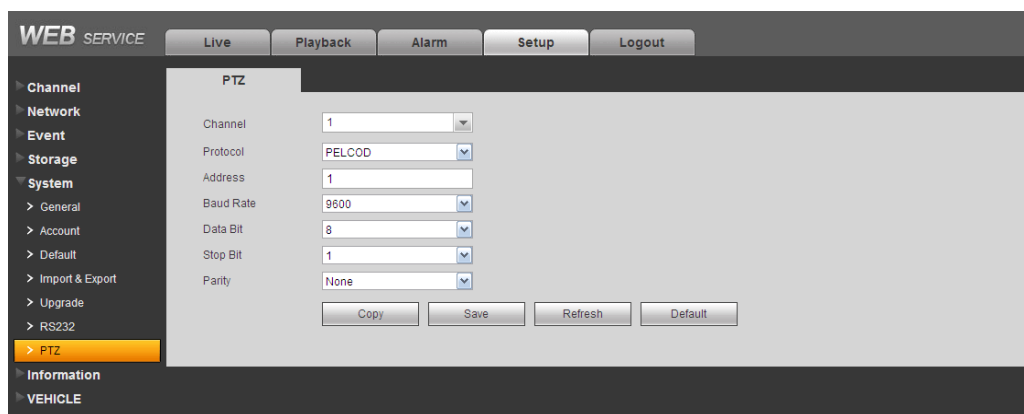 WEB SERVICE
Live Playback Alarm Setup Logout
PTZ
Channel
Network
Event
Storage
System
> General
> Account
> Default
> Import & Export
> Upgrade
> RS232
> PTZ
Information
VEHICLE
Channel 1
Protocol PELCOD
Address 1
Baud Rate 9600
Data Bit 8
Stop Bit 1
Parity None
Copy Save Refresh Default